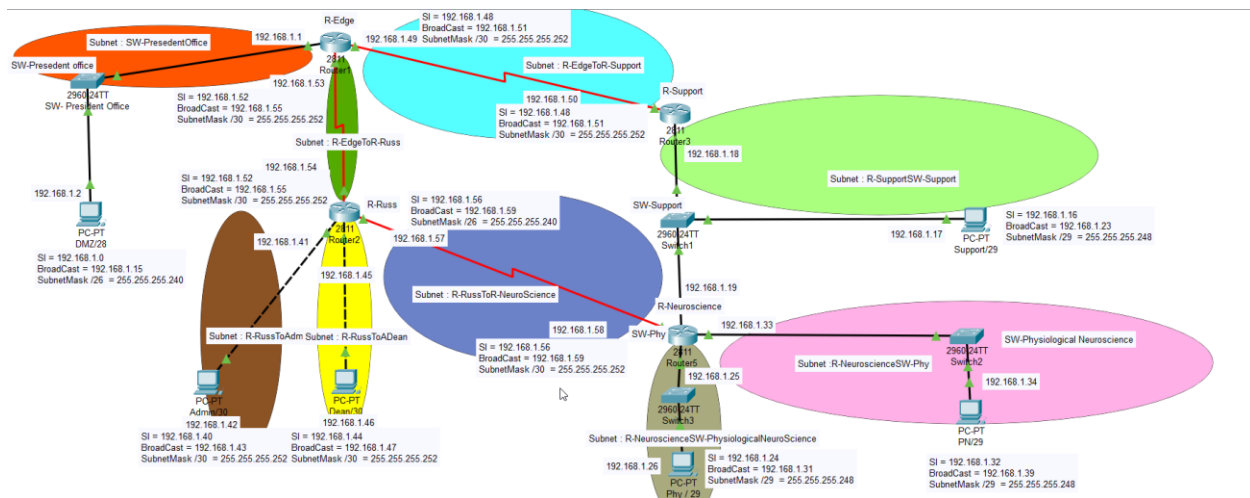 R-Edge
192.168.1.1
Subnet : SW-PresedentOffice
SW-Presedent office
2960-24TT
SW- President Office
192.168.1.2
PC-PT
DMZ/28
SI = 192.168.1.0
BroadCast = 192.168.1.15
SubnetMask /26 = 255.255.255.240
2811
Router1
192.168.1.49
SI = 192.168.1.48
BroadCast = 192.168.1.51
SubnetMask /30 = 255.255.255.252
192.168.1.53
SI = 192.168.1.52
BroadCast = 192.168.1.55
SubnetMask /30 = 255.255.255.252
Subnet : R-EdgeToR-Support
192.168.1.50
SI = 192.168.1.48
BroadCast = 192.168.1.51
SubnetMask /30 = 255.255.255.252
R-Support
2811
Router3
192.168.1.18
Subnet : R-EdgeToR-Russ
192.168.1.54
SI = 192.168.1.52
BroadCast = 192.168.1.55
SubnetMask /30 = 255.255.255.252
R-Russ
2811
Router2
192.168.1.57
SI = 192.168.1.56
BroadCast = 192.168.1.59
SubnetMask /26 = 255.255.255.240
Subnet : R-SupportSW-Support
SW-Support
2960-24TT
Switch1
192.168.1.17
PC-PT
Support/29
SI = 192.168.1.16
BroadCast = 192.168.1.23
SubnetMask /29 = 255.255.255.248
192.168.1.41
192.168.1.45
Subnet : R-RussToR-NeuroScience
192.168.1.19
R-Neuroscience
192.168.1.58
SW-Phy
2811
Router5
192.168.1.33
SI = 192.168.1.56
BroadCast = 192.168.1.59
SubnetMask /30 = 255.255.255.252
Subnet : R-RussToAdm
Subnet : R-RussToADean
PC-PT
Admin/30
192.168.1.42
SI = 192.168.1.40
BroadCast = 192.168.1.43
SubnetMask /30 = 255.255.255.252
PC-PT
Dean/30
192.168.1.46
SI = 192.168.1.44
BroadCast = 192.168.1.47
SubnetMask /30 = 255.255.255.252
192.168.1.25
2960-24TT
Switch3
Subnet : R-NeuroscienceSW-PhysiologicalNeuroScience
192.168.1.26
PC-PT
Phy / 29
SI = 192.168.1.24
BroadCast = 192.168.1.31
SubnetMask /29 = 255.255.255.248
SW-Physiological Neuroscience
2960-24TT
Switch2
Subnet :R-NeuroscienceSW-Phy
192.168.1.34
PC-PT
PN/29
SI = 192.168.1.32
BroadCast = 192.168.1.39
SubnetMask /29 = 255.255.255.248